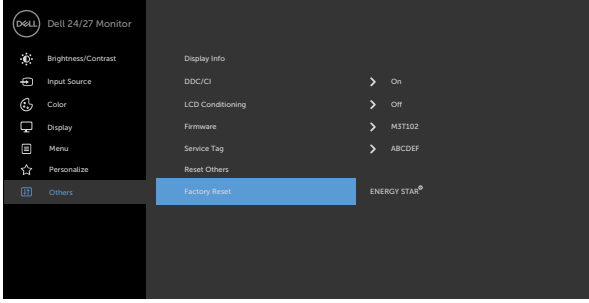 DELL Dell 24/27 Monitor
Brightness/Contrast Display Info
Input Source DDC/CI On
Color LCD Conditioning Off
Display Firmware M3T102
Menu Service Tag ABCDEF
Personalize Reset Others
Others Factory Reset ENERGY STAR®